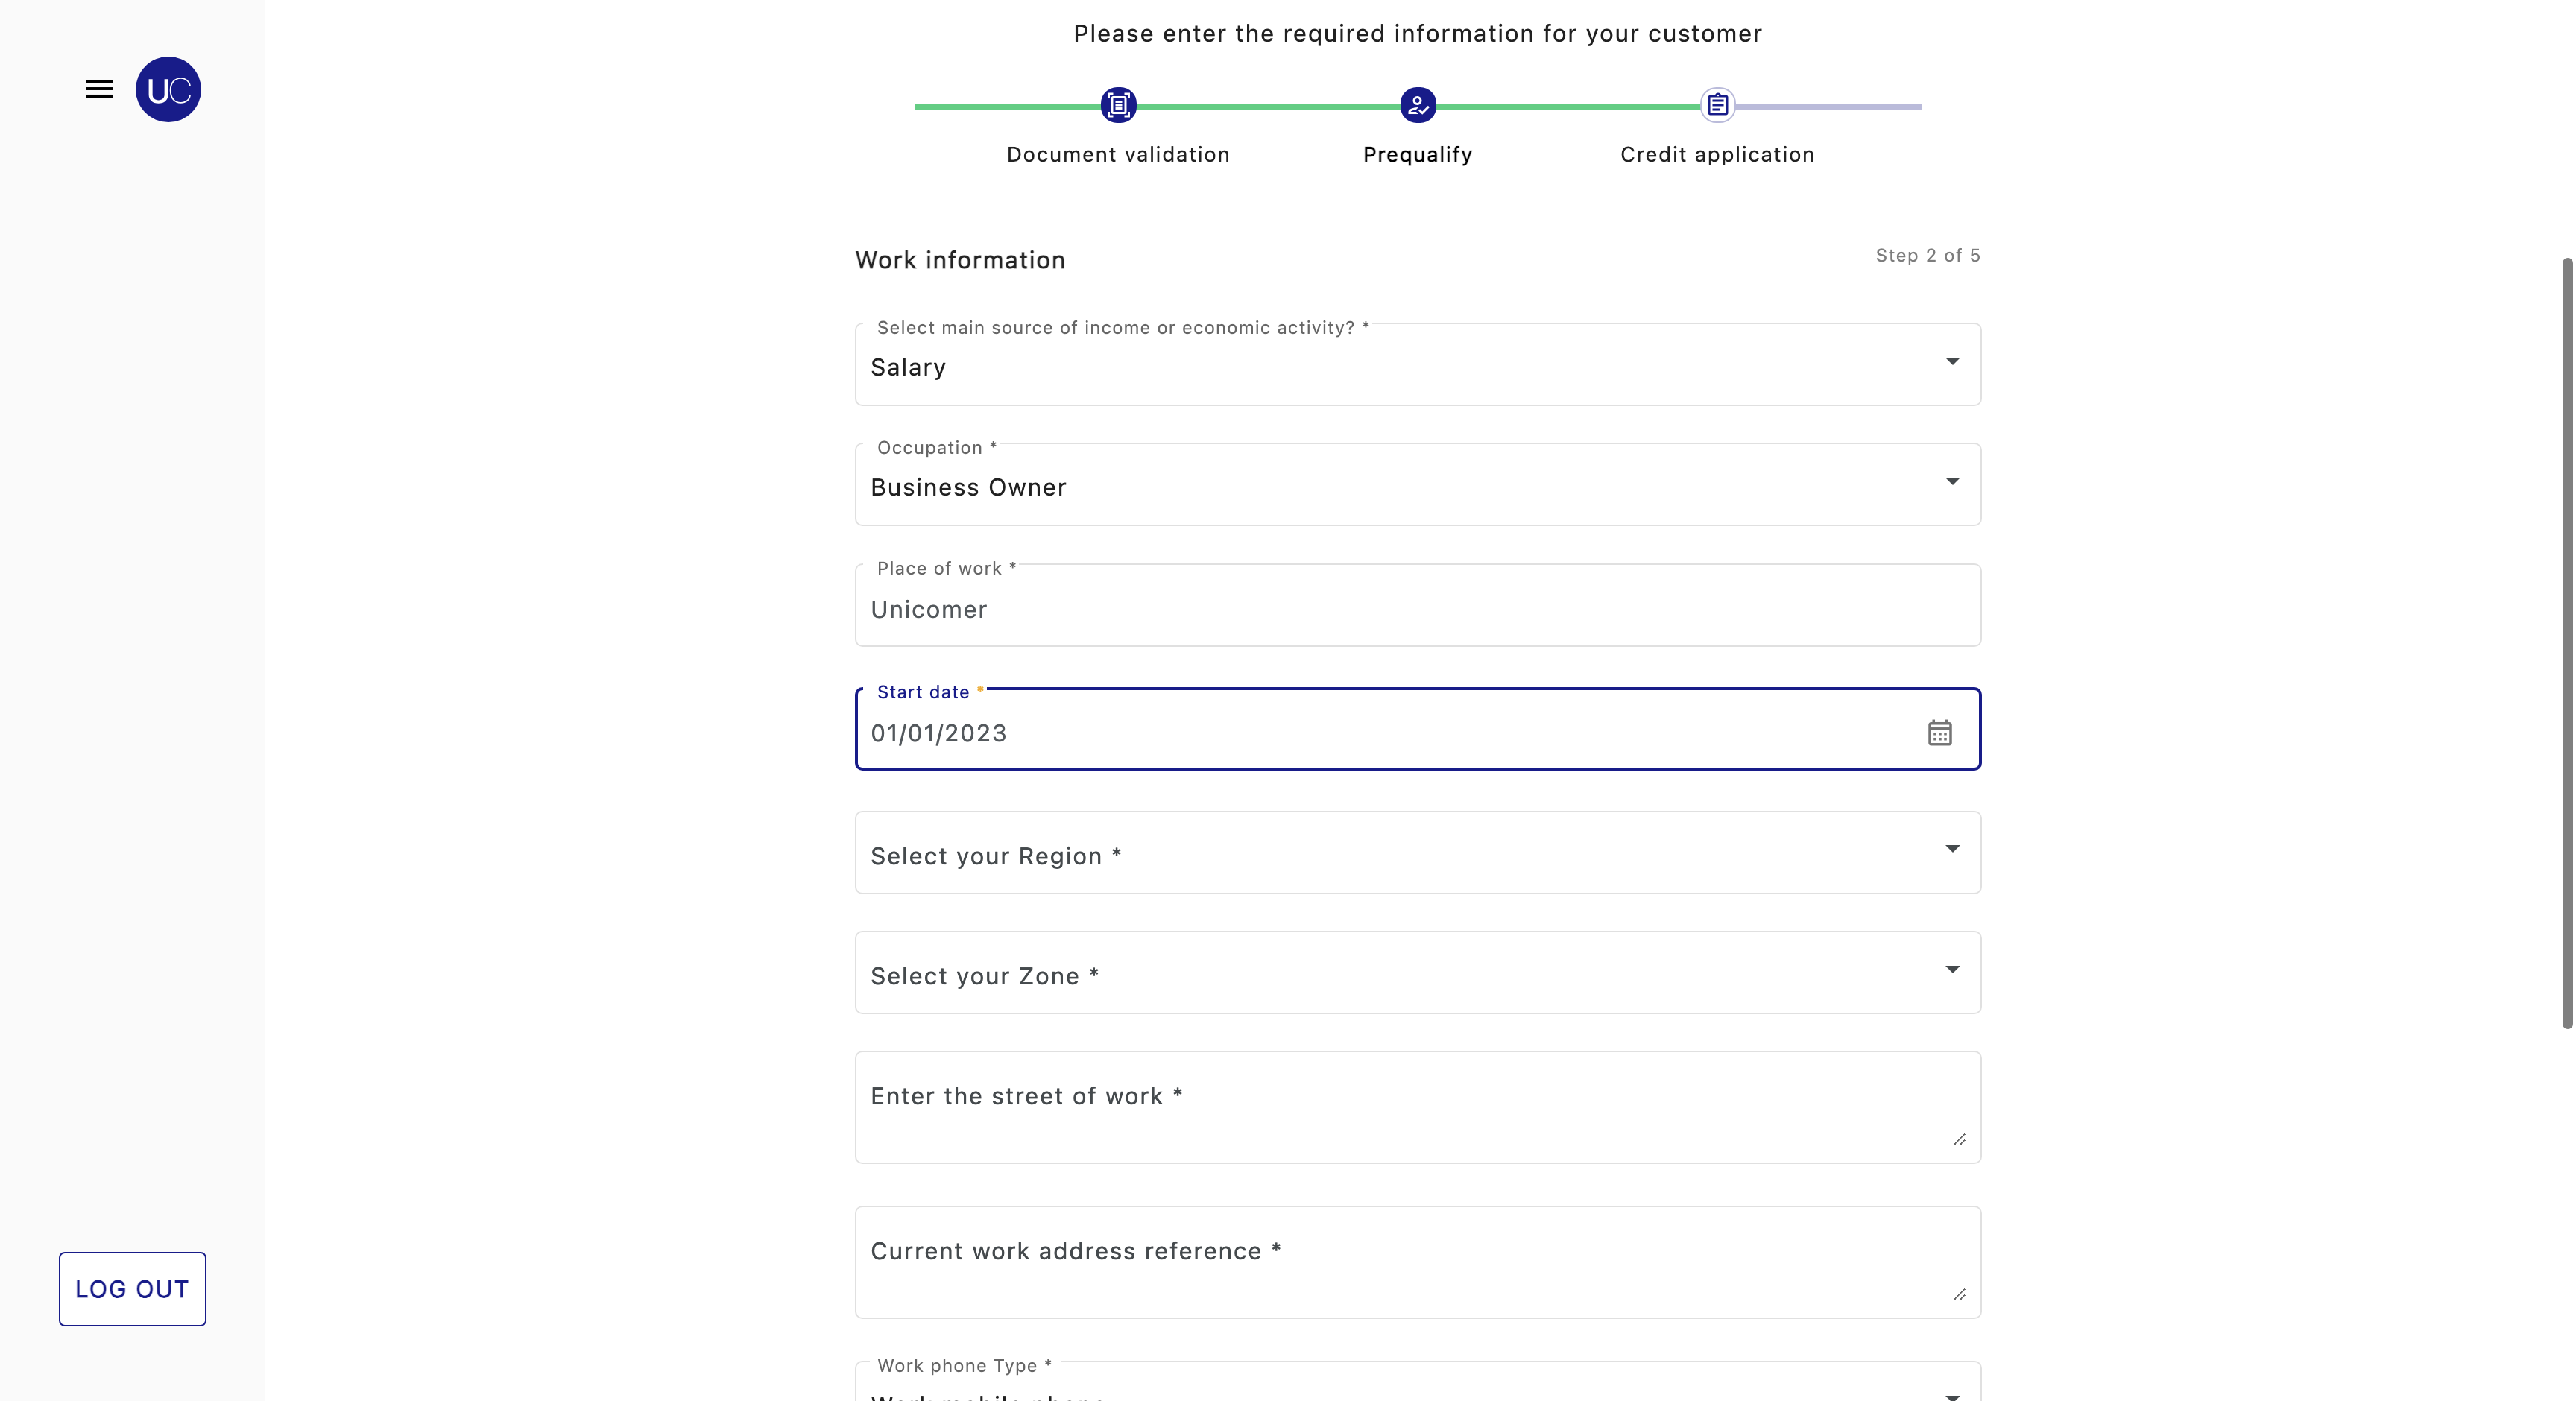 Please enter the required information for your customer
UC
Document validation
Prequalify
Credit application
Work information
Step 2 of 5
Select main source of income or economic activity? *
Salary
Occupation *
Business Owner
Place of work *
Unicomer
Start date *
01/01/2023
Select your Region *
Select your Zone *
Enter the street of work *
Current work address reference *
LOG OUT
Work phone Type *
Work mobile phone